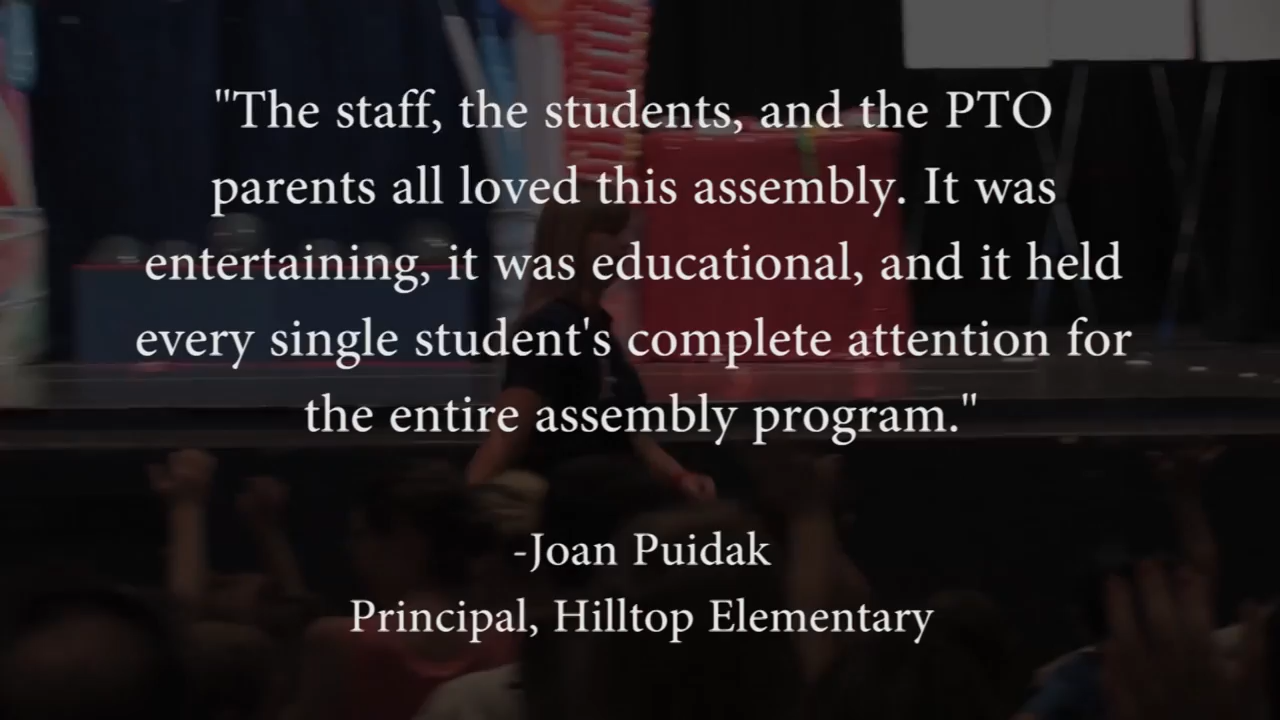 "The staff, the students, and the PTO
parents all loved this assembly. It was
entertaining, it was educational, and it held
every single student's complete attention for
the entire assembly program."
-Joan Puidak
Principal, Hilltop Elementary